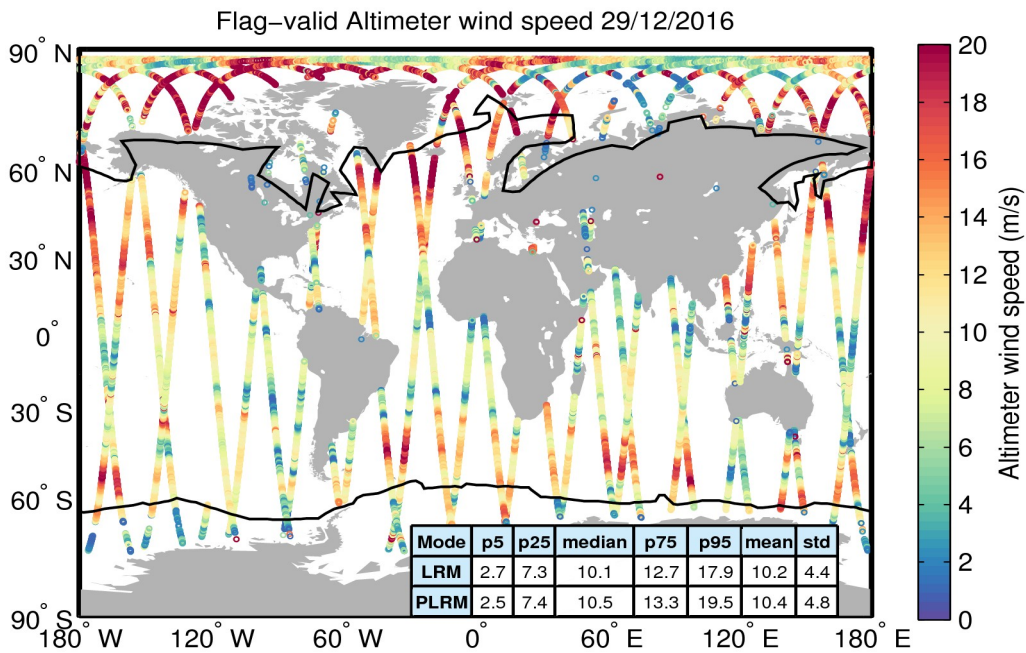 Flag−valid Altimeter wind speed 29/12/2016
90° N
60° N
30° N
0°
30° S
60° S
90° S
180° W
120° W
60° W
0°
60° E
120° E
180° E
Mode p5 p25 median p75 p95 mean std
LRM 2.7 7.3 10.1 12.7 17.9 10.2 4.4
PLRM 2.5 7.4 10.5 13.3 19.5 10.4 4.8
20
18
16
14
12
10
8
6
4
2
0
Altimeter wind speed (m/s)